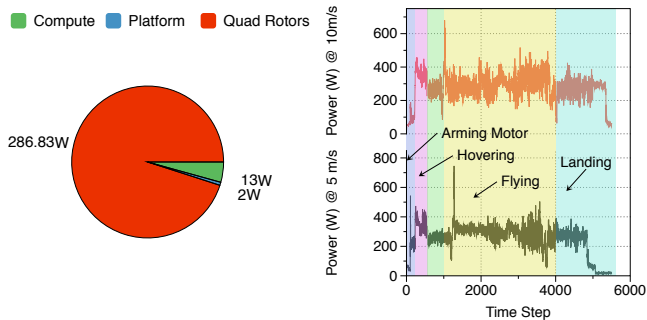 Compute Platform Quad Rotors
286.83W
13W
2W
Power (W) @ 10m/s
600
400
200
0
Power (W) @ 5 m/s
800
600
400
200
0
Arming Motor
Hovering
Flying
Landing
0 2000 4000 6000
Time Step